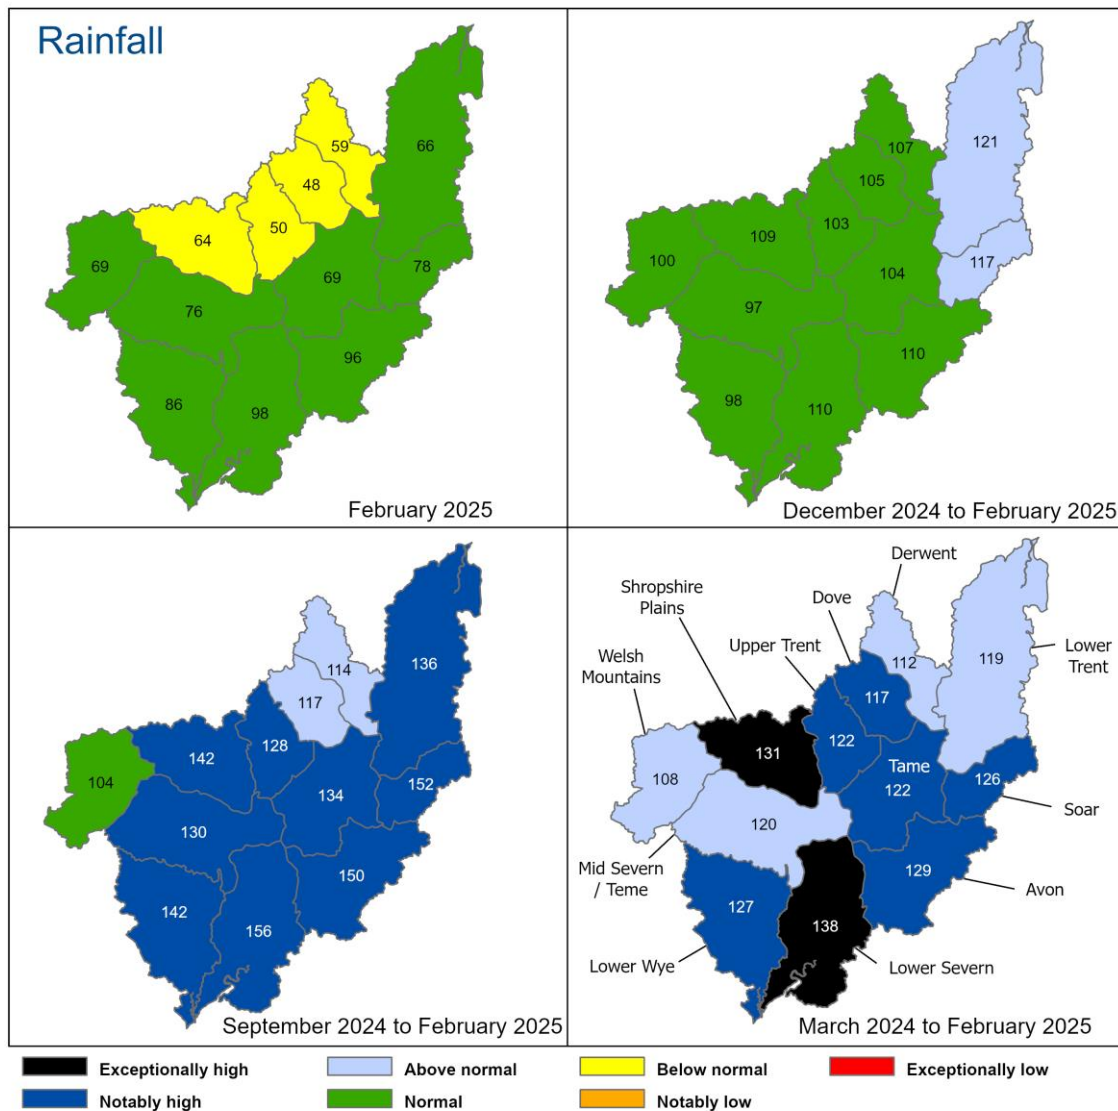 Rainfall
59
66
48
50
64
69
69
78
76
96
86
98
February 2025
107
121
105
103
109
100
104
117
97
110
98
110
December 2024 to February 2025
136
114
117
128
142
104
134
152
130
150
142
156
September 2024 to February 2025
Derwent
Shropshire
Plains
Dove
Upper Trent
Lower
Trent
Welsh
Mountains
112
119
117
122
131
108
Tame
122
126
Soar
120
Mid Severn
/ Teme
129
Avon
127
138
Lower Wye
Lower Severn
March 2024 to February 2025
Exceptionally high
Above normal
Below normal
Exceptionally low
Notably high
Normal
Notably low